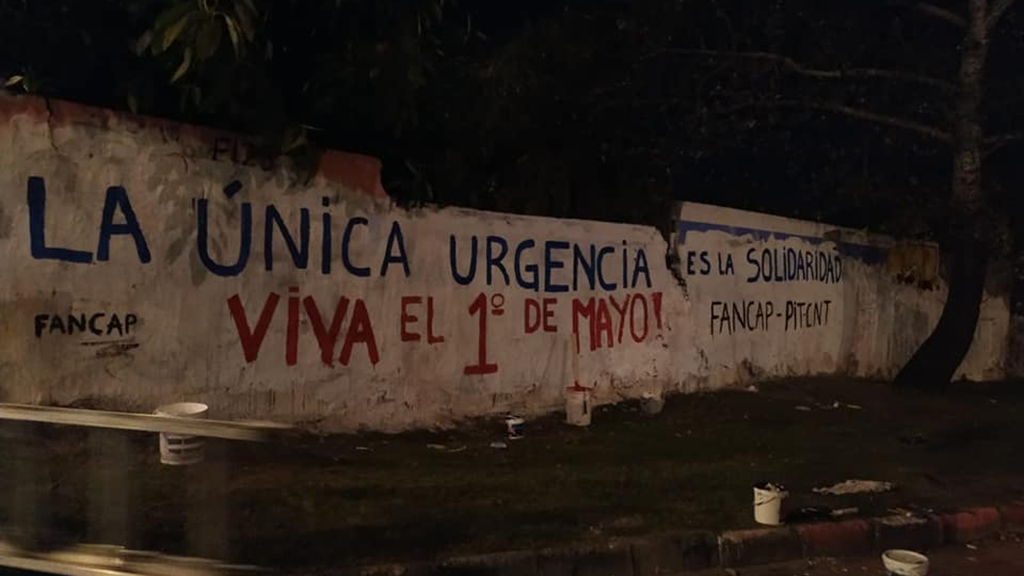 LA ÚNiCA URGENCiA ES LA SOLiDARiDAD
VIVA EL 1º DE MAYO!
FANCAP-PIT-CNT
FANCAP